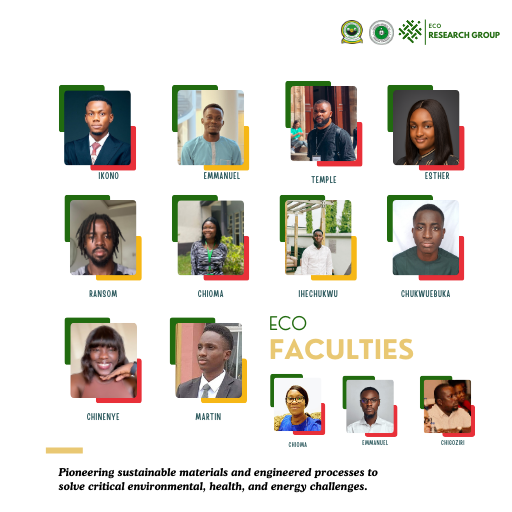 ECO
RESEARCH GROUP
IKONO
EMMANUEL
TEMPLE
ESTHER
RANSOM
CHIOMA
IHECHUKWU
CHUKWUEBUKA
CHINENYE
MARTIN
ECO
FACULTIES
CHIOMA
EMMANUEL
CHIGOZIRI
Pioneering sustainable materials and engineered processes to
solve critical environmental, health, and energy challenges.